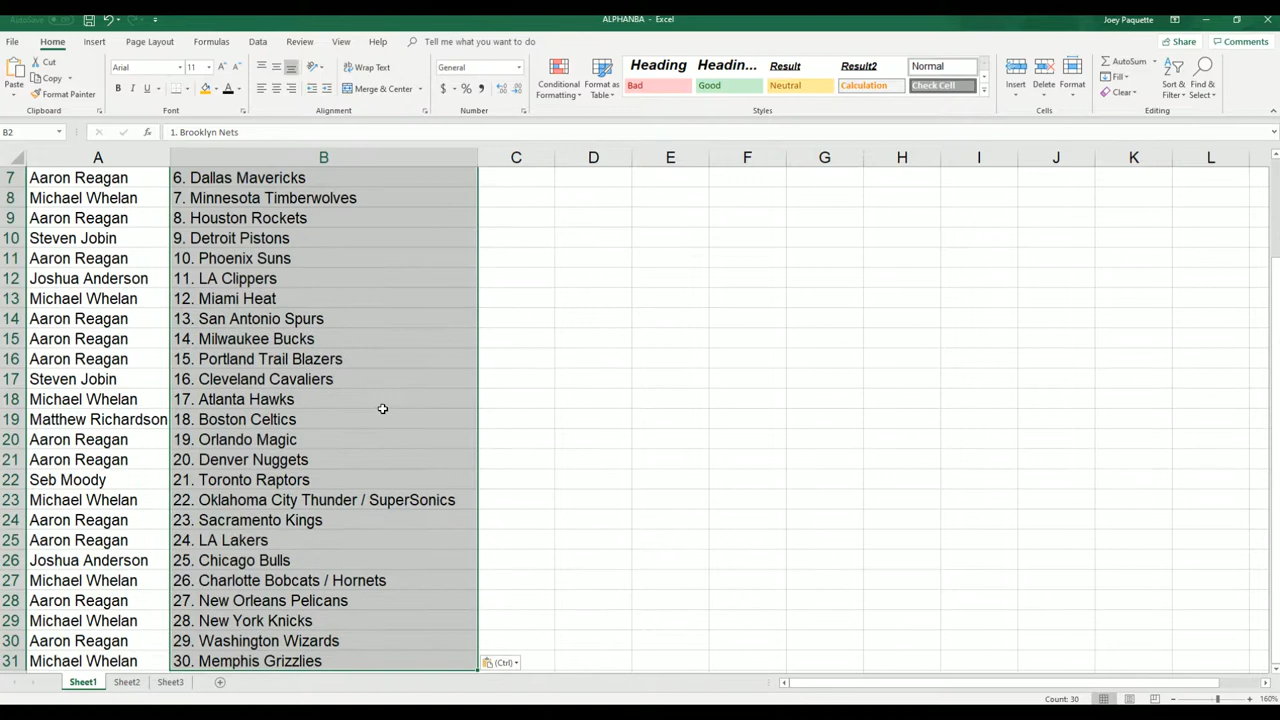 AutoSave
ALPHANBA - Excel
Joey Paquette
File Home Insert Page Layout Formulas Data Review View Help Tell me what you want to do Share Comments
Paste
Cut
Copy
Format Painter
Clipboard
Arial 11
B I U
Font
Wrap Text
Merge & Center
Alignment
General
$ % ,
Number
Conditional Formatting
Format as Table
Heading Headin... Result Result2 Normal
Bad Good Neutral Calculation Check Cell
Styles
Insert Delete Format
Cells
AutoSum
Fill
Clear
Sort & Filter
Find & Select
Editing
B2 fx 1. Brooklyn Nets
A B C D E F G H I J K L
7 Aaron Reagan 6. Dallas Mavericks
8 Michael Whelan 7. Minnesota Timberwolves
9 Aaron Reagan 8. Houston Rockets
10 Steven Jobin 9. Detroit Pistons
11 Aaron Reagan 10. Phoenix Suns
12 Joshua Anderson 11. LA Clippers
13 Michael Whelan 12. Miami Heat
14 Aaron Reagan 13. San Antonio Spurs
15 Aaron Reagan 14. Milwaukee Bucks
16 Aaron Reagan 15. Portland Trail Blazers
17 Steven Jobin 16. Cleveland Cavaliers
18 Michael Whelan 17. Atlanta Hawks
19 Matthew Richardson 18. Boston Celtics
20 Aaron Reagan 19. Orlando Magic
21 Aaron Reagan 20. Denver Nuggets
22 Seb Moody 21. Toronto Raptors
23 Michael Whelan 22. Oklahoma City Thunder / SuperSonics
24 Aaron Reagan 23. Sacramento Kings
25 Aaron Reagan 24. LA Lakers
26 Joshua Anderson 25. Chicago Bulls
27 Michael Whelan 26. Charlotte Bobcats / Hornets
28 Aaron Reagan 27. New Orleans Pelicans
29 Michael Whelan 28. New York Knicks
30 Aaron Reagan 29. Washington Wizards
31 Michael Whelan 30. Memphis Grizzlies
(Ctrl)
Sheet1 Sheet2 Sheet3
Count: 30
160%